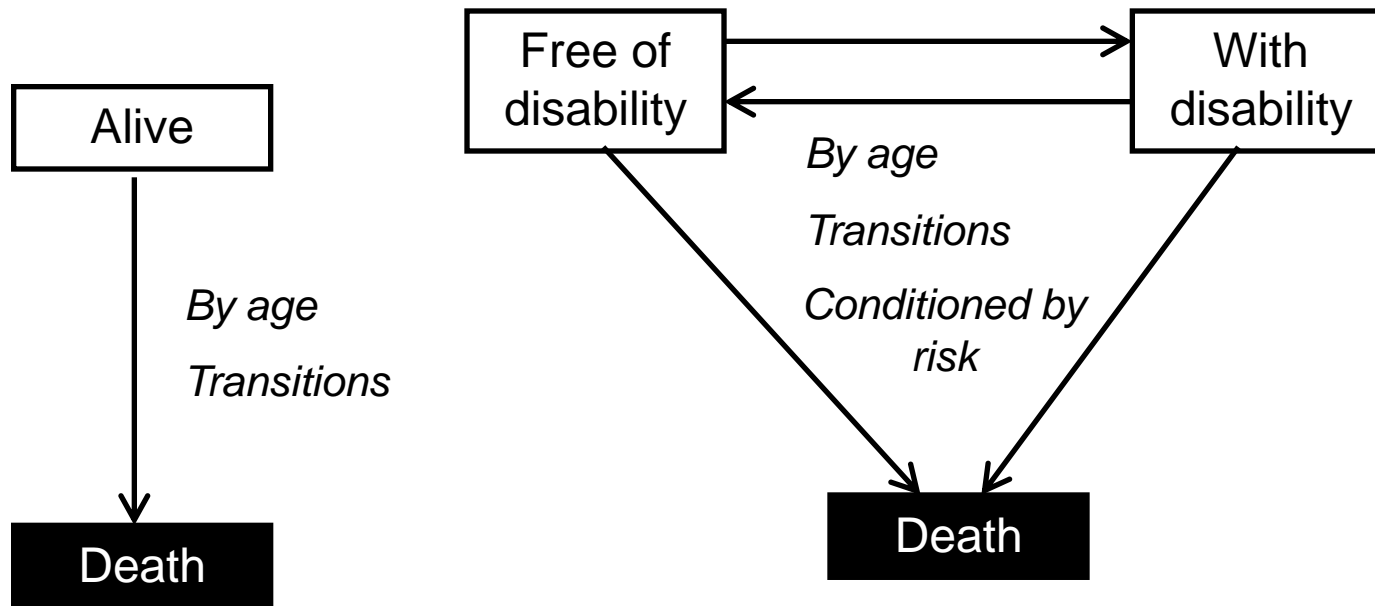 Alive
By age
Transitions
Death
Free of
disability
With
disability
By age
Transitions
Conditioned by
risk
Death